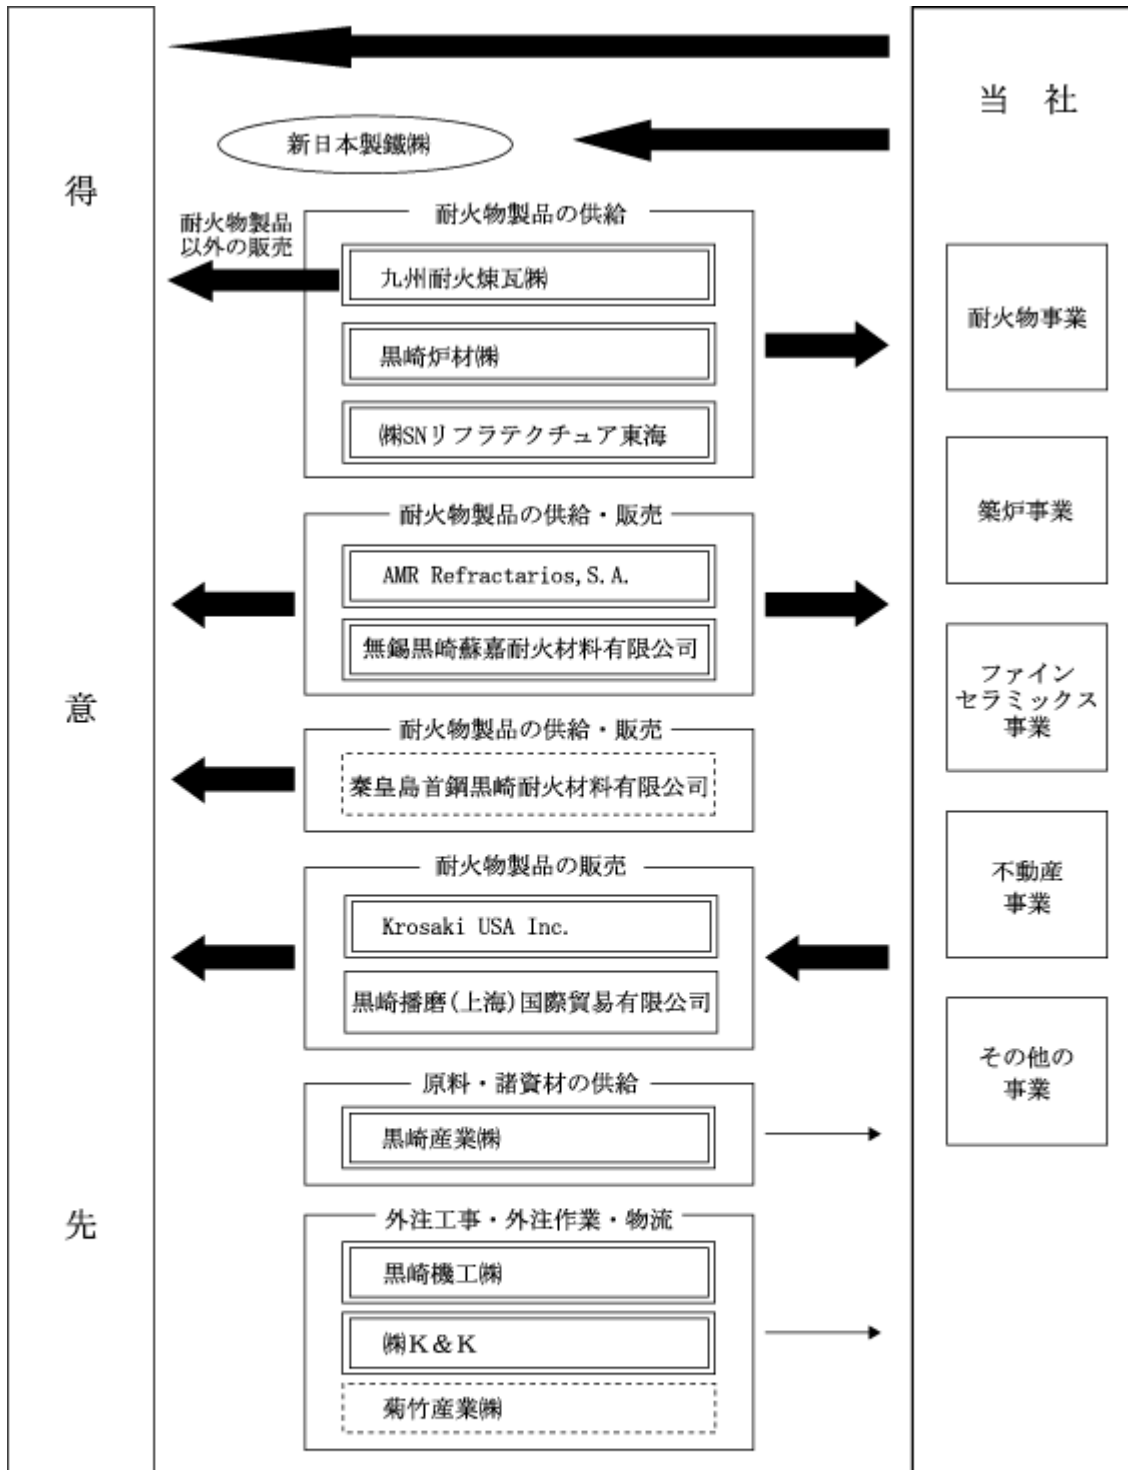 当 社
新日本製鐵㈱
得
意
先
耐火物製品
以外の販売
耐火物製品の供給
九州耐火煉瓦㈱
黒崎炉材㈱
㈱SNリフラテクチュア東海
耐火物製品の供給・販売
AMR Refractarios,S.A.
無錫黒崎蘇嘉耐火材料有限公司
耐火物製品の供給・販売
秦皇島首鋼黒崎耐火材料有限公司
耐火物製品の販売
Krosaki USA Inc.
黒崎播磨(上海)国際貿易有限公司
原料・諸資材の供給
黒崎産業㈱
外注工事・外注作業・物流
黒崎機工㈱
㈱K&K
菊竹産業㈱
耐火物事業
築炉事業
ファイン
セラミックス
事業
不動産
事業
その他の
事業